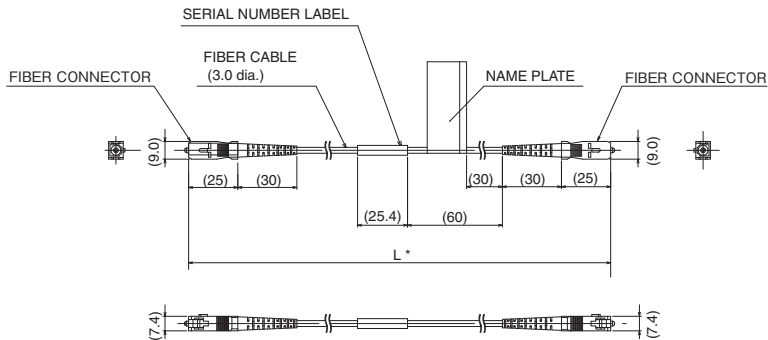 SERIAL NUMBER LABEL
FIBER CABLE
(3.0 dia.)
NAME PLATE
FIBER CONNECTOR
FIBER CONNECTOR
(9.0)
(9.0)
(25)
(30)
(30)
(30)
(25)
(25.4)
(60)
L *
(7.4)
(7.4)